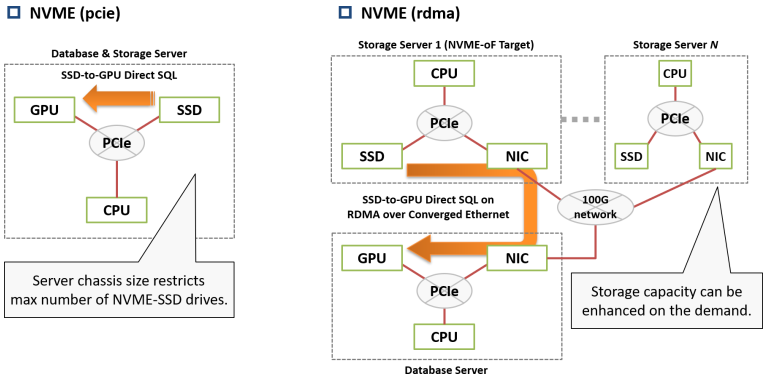 NVME (pcie)
Database & Storage Server
SSD-to-GPU Direct SQL
GPU
SSD
PCIe
CPU
Server chassis size restricts
max number of NVME-SSD drives.
NVME (rdma)
Storage Server 1 (NVME-oF Target)
CPU
PCIe
SSD
NIC
Storage Server N
CPU
PCIe
SSD
NIC
SSD-to-GPU Direct SQL on
RDMA over Converged Ethernet
100G
network
GPU
NIC
PCIe
CPU
Database Server
Storage capacity can be
enhanced on the demand.